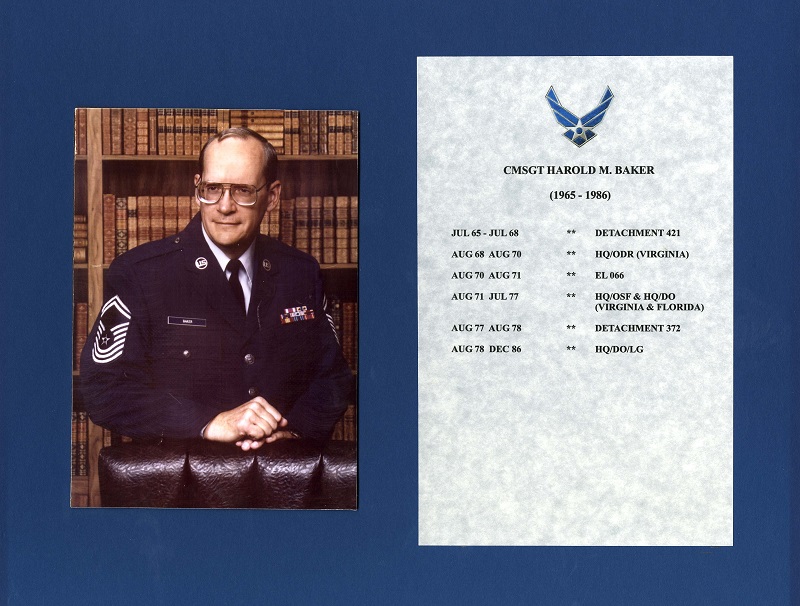 CMSGT HAROLD M. BAKER
(1965 - 1986)
JUL 65 - JUL 68 ** DETACHMENT 421
AUG 68 AUG 70 ** HQ/ODR (VIRGINIA)
AUG 70 AUG 71 ** EL 066
AUG 71 JUL 77 ** HQ/OSF & HQ/DO
(VIRGINIA & FLORIDA)
AUG 77 AUG 78 ** DETACHMENT 372
AUG 78 DEC 86 ** HQ/DO/LG
US
BAKER